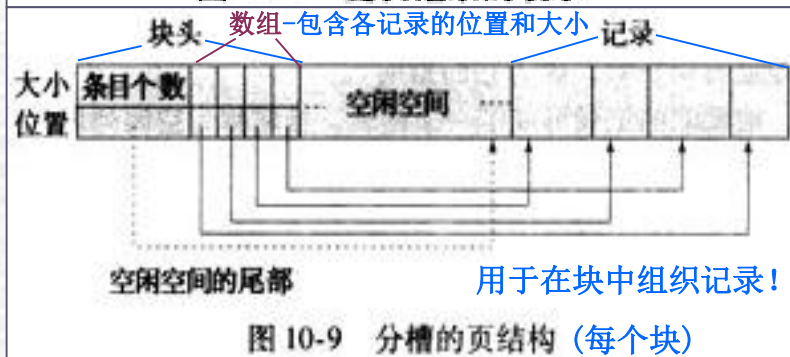 数组-包含各记录的位置和大小
块头
记录
大小
条目个数
位置
空闲空间
空闲空间的尾部
用于在块中组织记录！
图 10-9 分槽的页结构 (每个块)